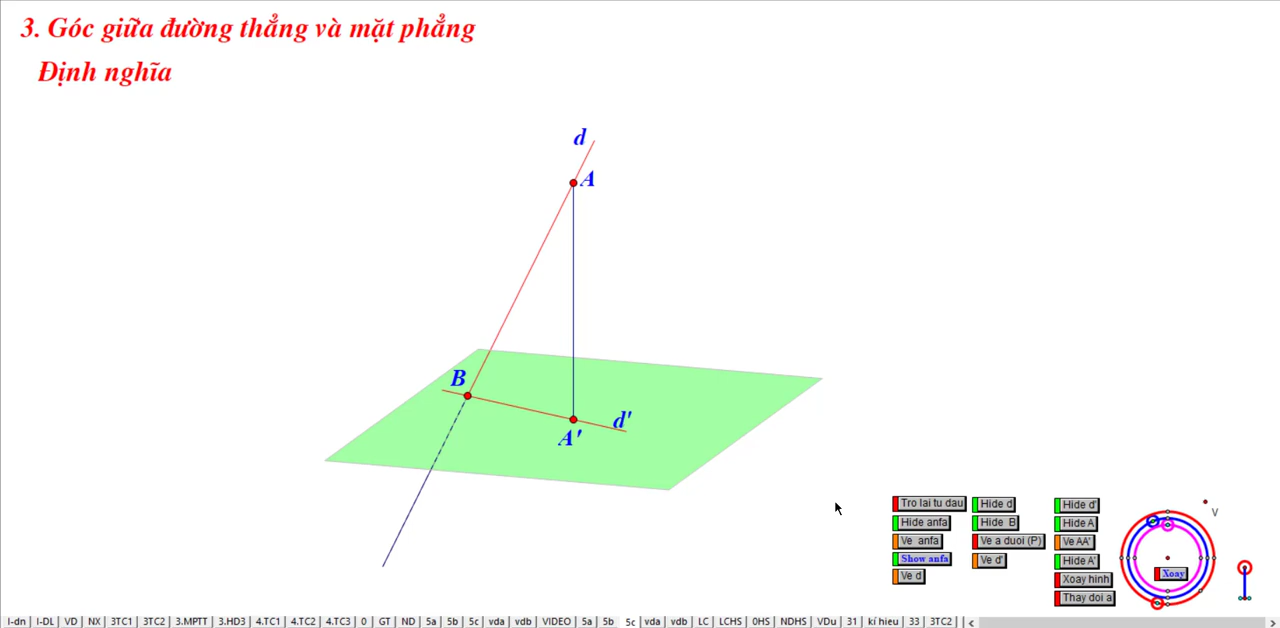 3. Góc giữa đường thẳng và mặt phẳng
Định nghĩa
d
A
B
d'
A'
Tro lai tu dau
Hide d
Hide d'
Hide anfa
Hide B
Hide A
Ve anfa
Ve a duoi (P)
Ve AA'
Show anfa
Ve d'
Hide A'
Ve d
Xoay hinh
Thay doi a
V
Xoay
I-dn | I-DL | VD | NX | 3TC1 | 3TC2 | 3.MPTT | 3.HD3 | 4.TC1 | 4.TC2 | 4.TC3 | 0 | GT | ND | 5a | 5b | 5c | vda | vdb | VIDEO | 5a | 5b | 5c | vda | vdb | LC | LCHS | 0HS | NDHS | VDu | 31 | kí hieu | 33 | 3TC2 |